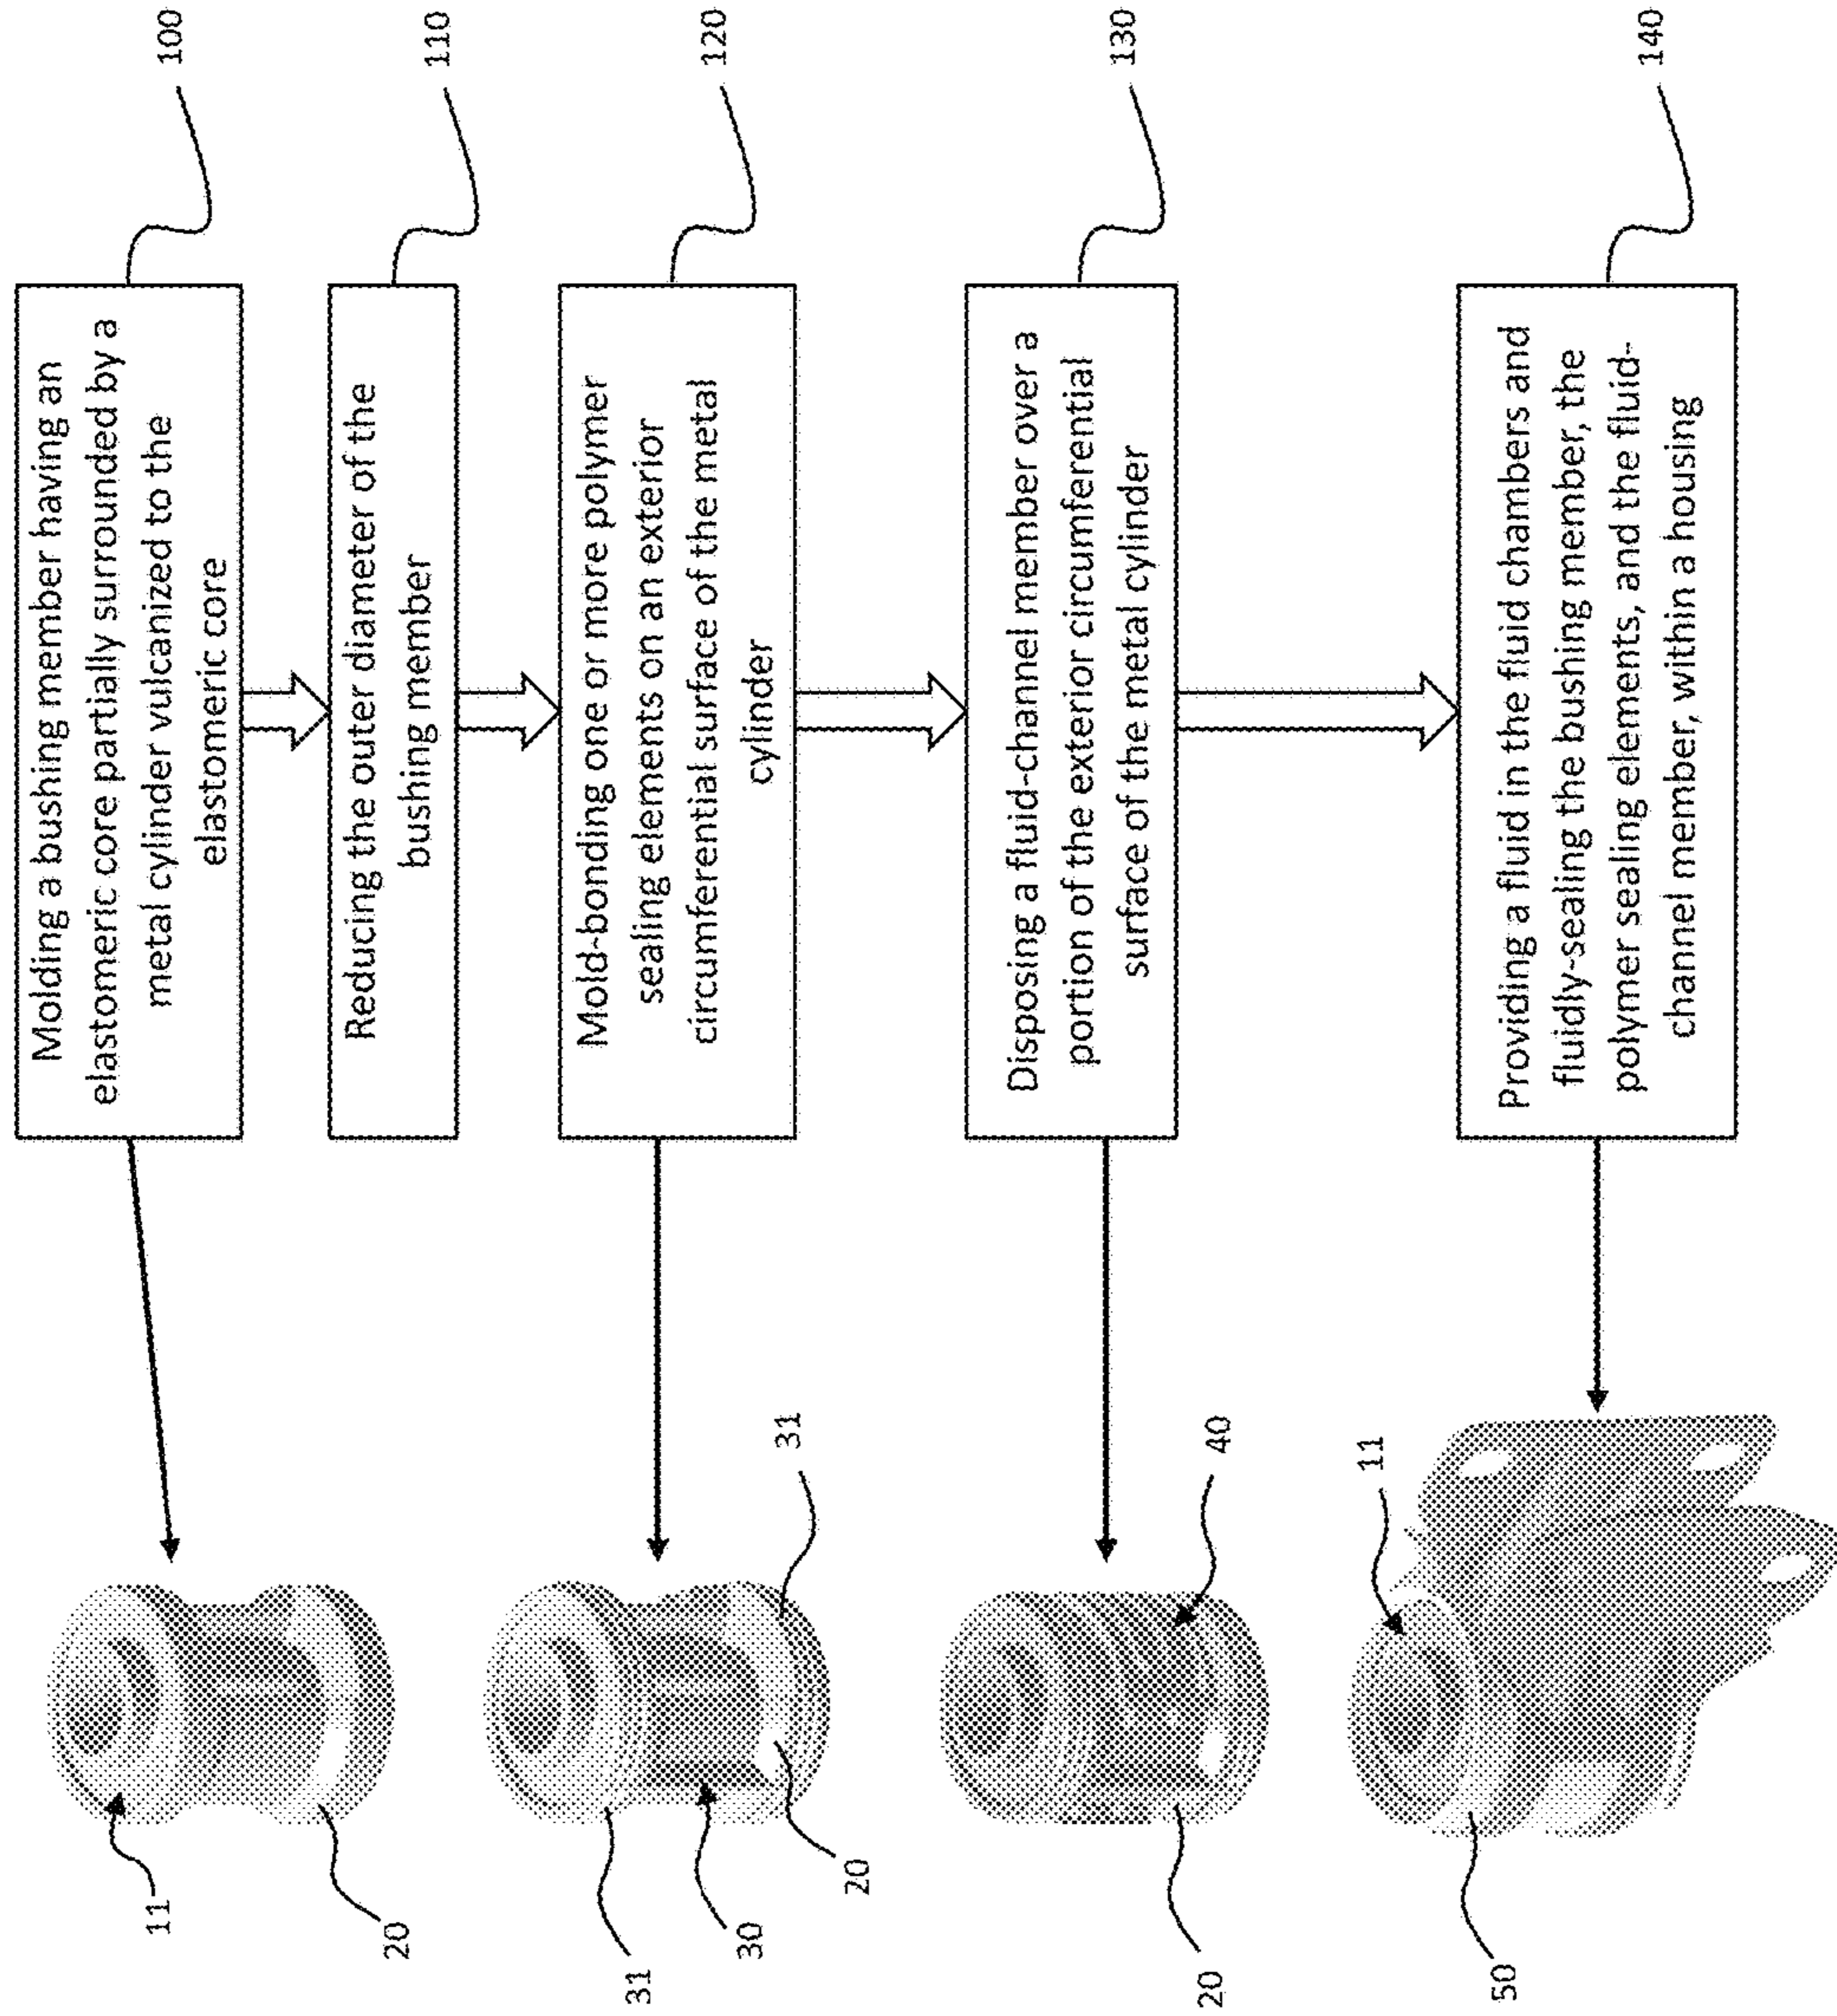 Molding a bushing member having an
elastomeric core partially surrounded by a
metal cylinder vulcanized to the
elastomeric core
100
11
20
Reducing the outer diameter of the
bushing member
110
Mold-bonding one or more polymer
sealing elements on an exterior
circumferential surface of the metal
cylinder
120
31
30
20
31
Disposing a fluid-channel member over a
portion of the exterior circumferential
surface of the metal cylinder
130
20
40
Providing a fluid in the fluid chambers and
fluidly-sealing the bushing member, the
polymer sealing elements, and the fluid-
channel member, within a housing
140
50
11